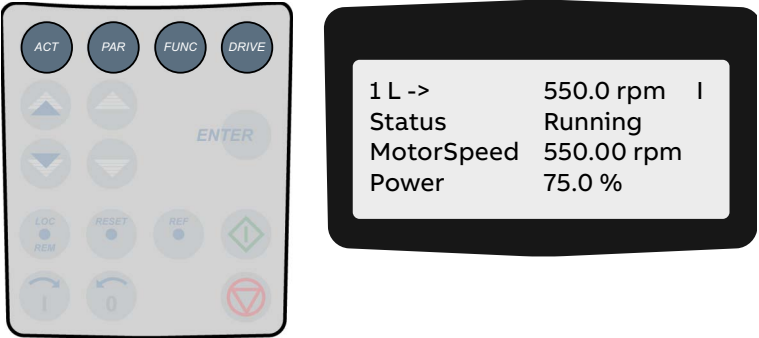 ACT PAR FUNC DRIVE
ENTER
LOC RESET REF
REM
I 0
1 L -> 550.0 rpm I
Status Running
MotorSpeed 550.00 rpm
Power 75.0 %